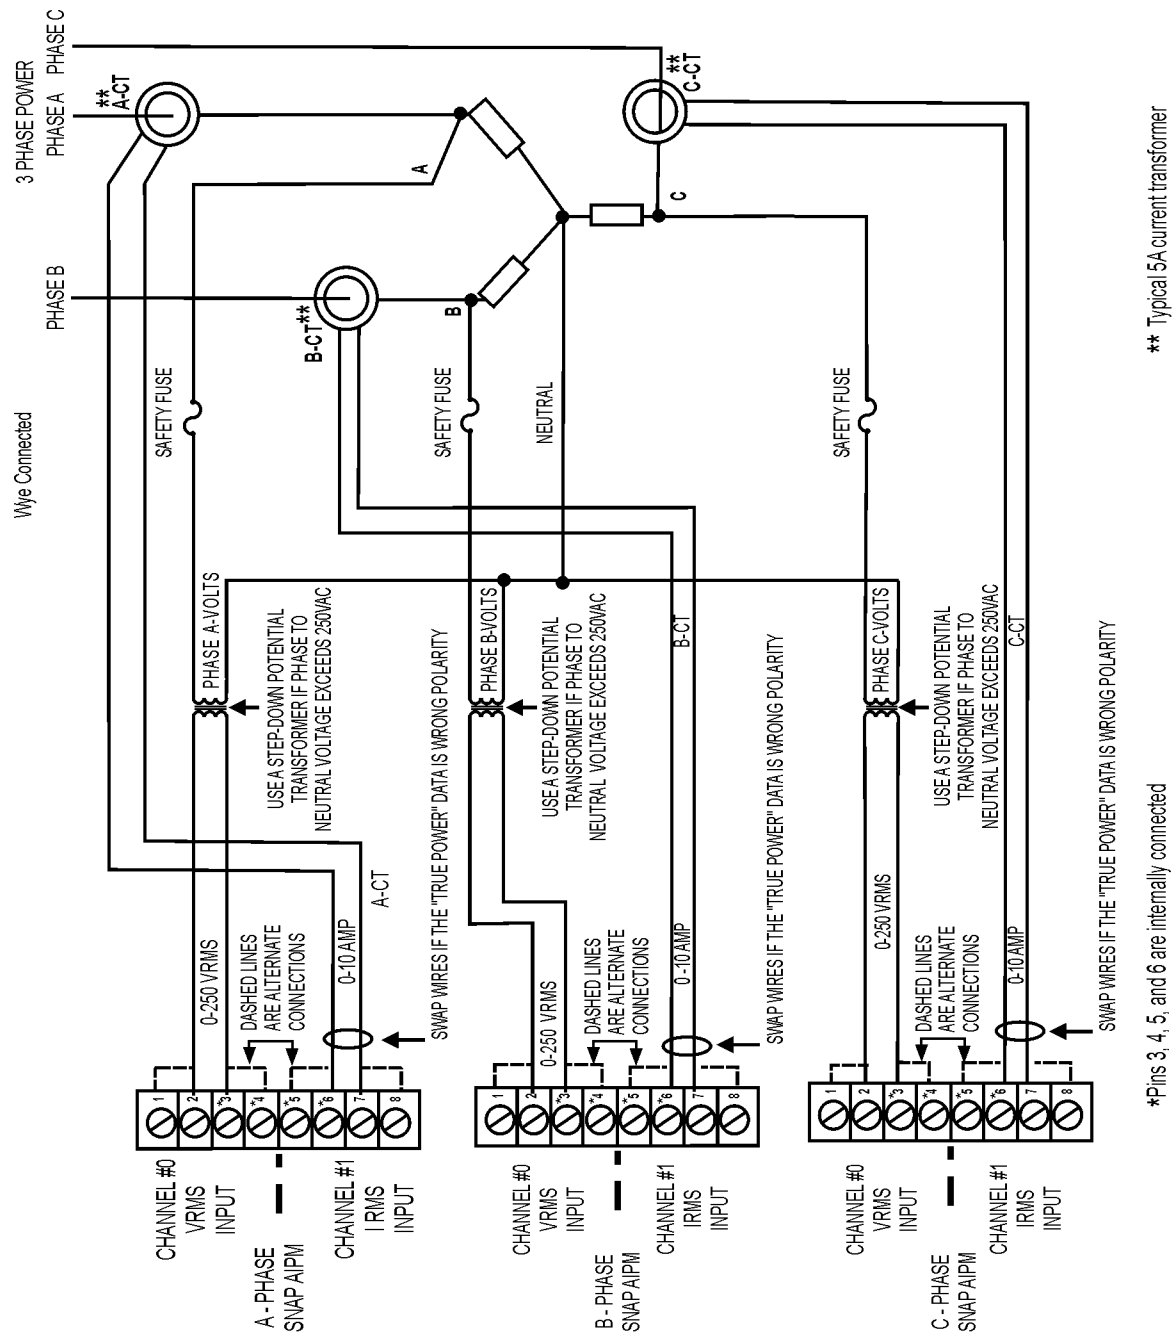 Wye Connected
3 PHASE POWER
PHASE A
PHASE C
PHASE B
**
A-CT
**
C-CT
B-CT**
A
B
C
SAFETY FUSE
SAFETY FUSE
NEUTRAL
SAFETY FUSE
PHASE A-VOLTS
USE A STEP-DOWN POTENTIAL
TRANSFORMER IF PHASE TO
NEUTRAL VOLTAGE EXCEEDS 250VAC
PHASE B-VOLTS
USE A STEP-DOWN POTENTIAL
TRANSFORMER IF PHASE TO
NEUTRAL VOLTAGE EXCEEDS 250VAC
B-CT
PHASE C-VOLTS
USE A STEP-DOWN POTENTIAL
TRANSFORMER IF PHASE TO
NEUTRAL VOLTAGE EXCEEDS 250VAC
C-CT
0-250 VRMS
DASHED LINES
ARE ALTERNATE
CONNECTIONS
0-10 AMP
A-CT
SWAP WIRES IF THE "TRUE POWER" DATA IS WRONG POLARITY
0-250 VRMS
DASHED LINES
ARE ALTERNATE
CONNECTIONS
0-10 AMP
SWAP WIRES IF THE "TRUE POWER" DATA IS WRONG POLARITY
0-250 VRMS
DASHED LINES
ARE ALTERNATE
CONNECTIONS
0-10 AMP
SWAP WIRES IF THE "TRUE POWER" DATA IS WRONG POLARITY
1
2
*3
*4
*5
*6
7
8
1
2
*3
*4
*5
*6
7
8
1
2
*3
*4
*5
*6
7
8
CHANNEL #0
VRMS
INPUT
A - PHASE
SNAP AIPM
CHANNEL #1
I RMS
INPUT
CHANNEL #0
VRMS
INPUT
B - PHASE
SNAP AIPM
CHANNEL #1
IRMS
INPUT
CHANNEL #0
VRMS
INPUT
C - PHASE
SNAP AIPM
CHANNEL #1
IRMS
INPUT
*Pins 3, 4, 5, and 6 are internally connected
** Typical 5A current transformer